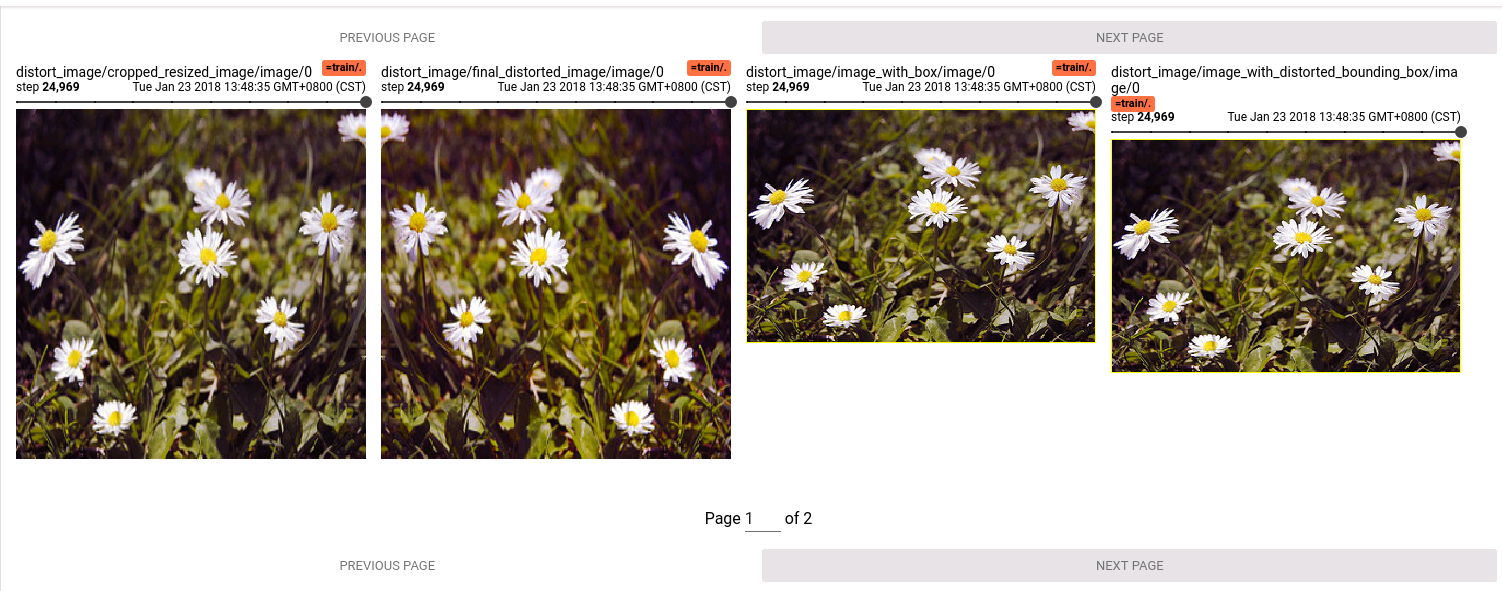 PREVIOUS PAGE
NEXT PAGE
distort_image/cropped_resized_image/image/0
=train/.
step 24,969
Tue Jan 23 2018 13:48:35 GMT+0800 (CST)
distort_image/final_distorted_image/image/0
=train/.
step 24,969
Tue Jan 23 2018 13:48:35 GMT+0800 (CST)
distort_image/image_with_box/image/0
=train/.
step 24,969
Tue Jan 23 2018 13:48:35 GMT+0800 (CST)
distort_image/image_with_distorted_bounding_box/ima
ge/0
=train/.
step 24,969
Tue Jan 23 2018 13:48:35 GMT+0800 (CST)
Page 1 of 2
PREVIOUS PAGE
NEXT PAGE